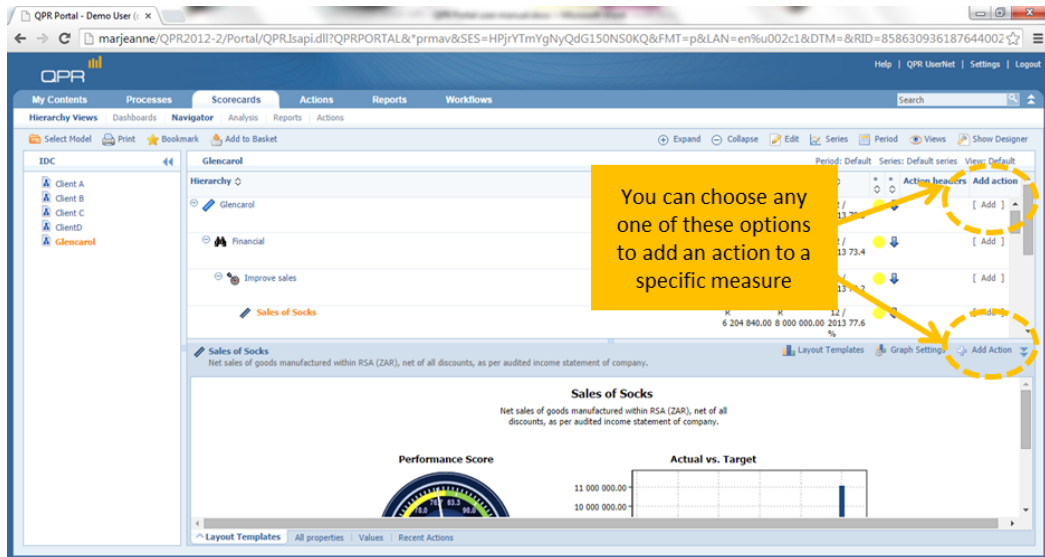 QPR Portal - Demo User (
marjeanne/QPR2012-2/Portal/QPR.Isapi.dll?QPRPORTAL&*prmav&SES=HPjrYTmYgNyQdG150NS0KQ&FMT=p&LAN=en%u002c1&DTM=&RID=858630936187644002
QPR
Help | QPR UserNet | Settings | Logout
My Contents Processes Scorecards Actions Reports Workflows Search
Hierarchy Views Dashboards Navigator Analysis Reports Actions
Select Model Print Bookmark Add to Basket Expand Collapse Edit Series Period Views Show Designer
IDC Glencarol Period: Default Series: Default series View: Default
Client A
Client B
Client C
ClientD
Glencarol
Hierarchy Action headers Add action
Glencarol [ Add ]
Financial 73.4 [ Add ]
Improve sales [ Add ]
Sales of Socks R R 12 /
6 204 840.00 8 000 000.00 2013 77.6
%
You can choose any
one of these options
to add an action to a
specific measure
Sales of Socks Layout Templates Graph Settings Add Action
Net sales of goods manufactured within RSA (ZAR), net of all discounts, as per audited income statement of company.
Sales of Socks
Net sales of goods manufactured within RSA (ZAR), net of all
discounts, as per audited income statement of company.
Performance Score Actual vs. Target
83.3
90.0
11 000 000.00
10 000 000.00
Layout Templates All properties | Values | Recent Actions